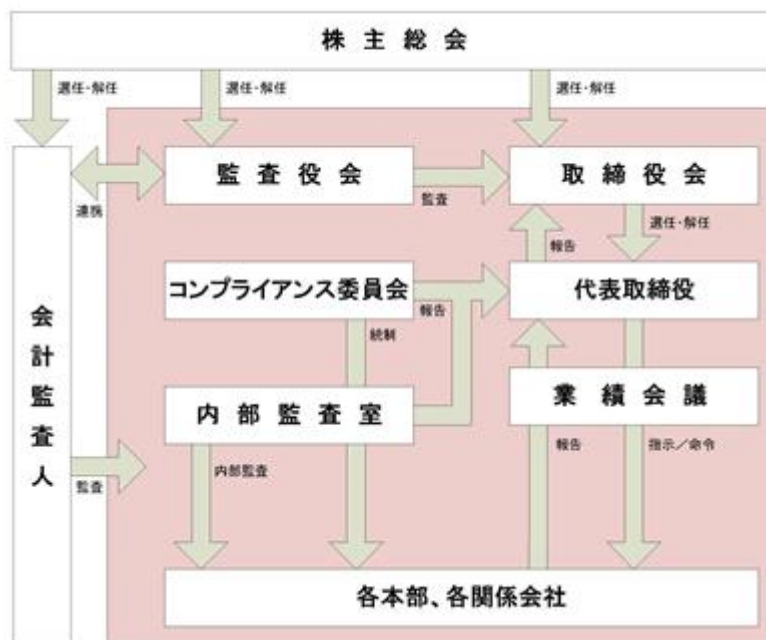 株主総会
選任・解任
選任・解任
選任・解任
監査役会
取締役会
連携
監査
選任・解任
報告
コンプライアンス委員会
代表取締役
報告
統制
会計監査人
内部監査室
業績会議
内部監査
報告
指示／命令
監査
各本部、各関係会社